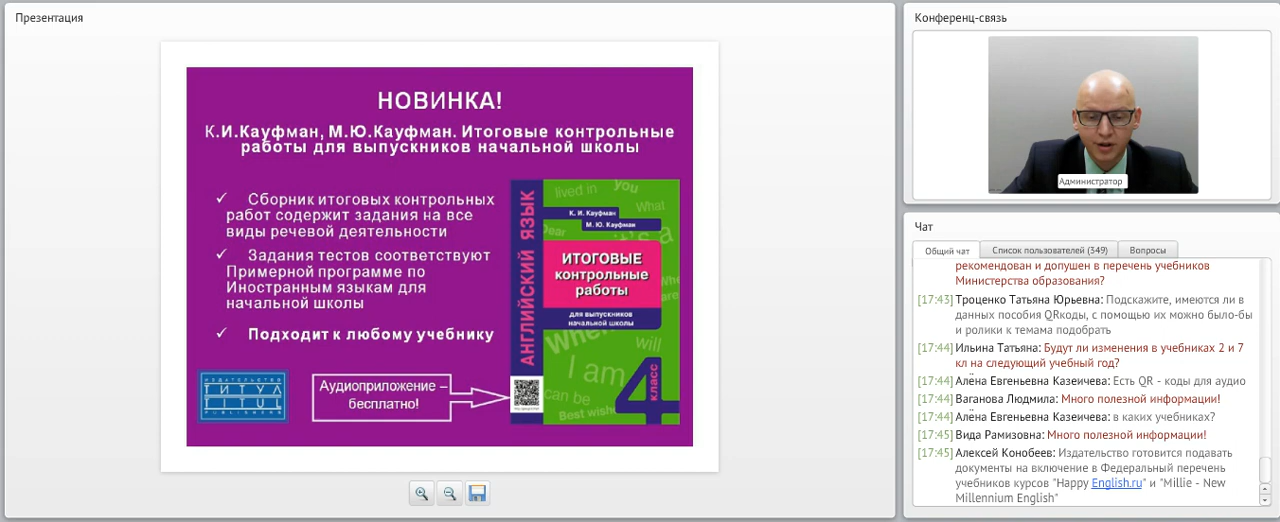 Презентация
НОВИНКА!
К.И.Кауфман, М.Ю.Кауфман. Итоговые контрольные
работы для выпускников начальной школы
✓ Сборник итоговых контрольных
работ содержит задания на все
виды речевой деятельности
✓ Задания тестов соответствуют
Примерной программе по
Иностранным языкам для
начальной школы
✓ Подходит к любому учебнику
ИЗДАТЕЛЬСТВО
ТИТУЛ
TITUL
PUBLISHERS
Аудиоприложение –
бесплатно!
АНГЛИЙСКИЙ ЯЗЫК
lived in
you
What
К. И. Кауфман
М. Ю. Кауфман
Dear
it's a
ИТОГОВЫЕ
контрольные
работы
для выпускников
начальной школы
When
will
I am
can be
Best wishe
4
класс
Конференц-связь
Администратор
Чат
Общий чат
Список пользователей (349)
Вопросы
рекомендован и допущен в перечень учебников
Министерства образования?
[17:43] Троценко Татьяна Юрьевна: Подскажите, имеются ли в
данных пособия QRкоды, с помощью их можно было-бы
и ролики к темама подобрать
[17:44] Ильина Татьяна: Будут ли изменения в учебниках 2 и 7
кл на следующий учебный год?
[17:44] Алёна Евгеньевна Казеичева: Есть QR - коды для аудио
[17:44] Ваганова Людмила: Много полезной информации!
[17:44] Алёна Евгеньевна Казеичева: в каких учебниках?
[17:45] Вида Рамизовна: Много полезной информации!
[17:45] Алексей Конобеев: Издательство готовится подавать
документы на включение в Федеральный перечень
учебников курсов "Happy English.ru" и "Millie - New
Millennium English"